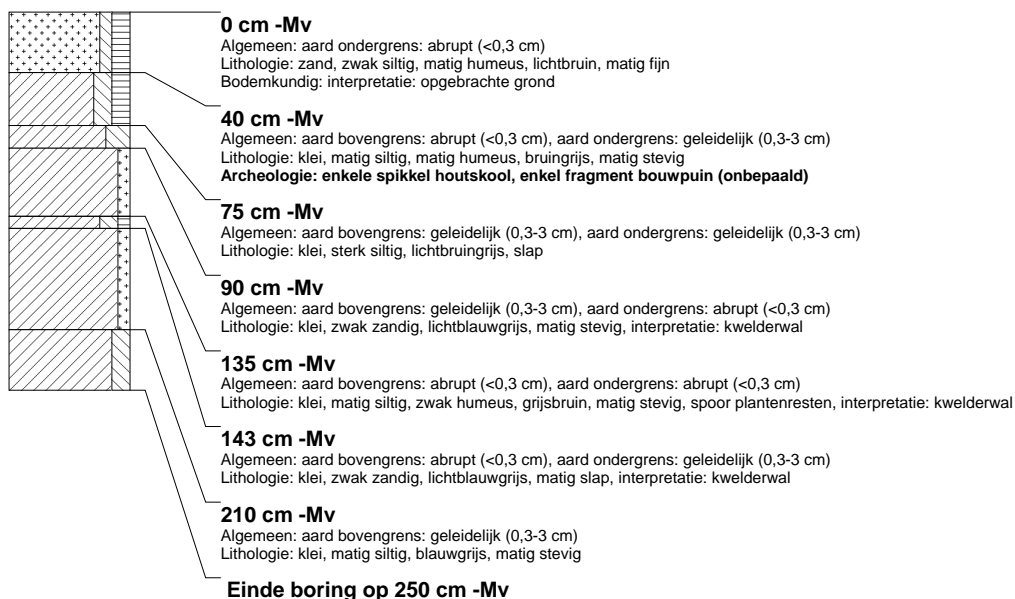 0 cm -Mv
Algemeen: aard ondergrens: abrupt (<0,3 cm)
Lithologie: zand, zwak siltig, matig humeus, lichtbruin, matig fijn
Bodemkundig: interpretatie: opgebrachte grond
40 cm -Mv
Algemeen: aard bovengrens: abrupt (<0,3 cm), aard ondergrens: geleidelijk (0,3-3 cm)
Lithologie: klei, matig siltig, matig humeus, bruingrijs, matig stevig
Archeologie: enkele spikkel houtskool, enkel fragment bouwpuin (onbepaald)
75 cm -Mv
Algemeen: aard bovengrens: geleidelijk (0,3-3 cm), aard ondergrens: geleidelijk (0,3-3 cm)
Lithologie: klei, sterk siltig, lichtbruingrijs, slap
90 cm -Mv
Algemeen: aard bovengrens: geleidelijk (0,3-3 cm), aard ondergrens: abrupt (<0,3 cm)
Lithologie: klei, zwak zandig, lichtblauwgrijs, matig stevig, interpretatie: kwelderwal
135 cm -Mv
Algemeen: aard bovengrens: abrupt (<0,3 cm), aard ondergrens: abrupt (<0,3 cm)
Lithologie: klei, matig siltig, zwak humeus, grijsbruin, matig stevig, spoor plantenresten, interpretatie: kwelderwal
143 cm -Mv
Algemeen: aard bovengrens: abrupt (<0,3 cm), aard ondergrens: geleidelijk (0,3-3 cm)
Lithologie: klei, zwak zandig, lichtblauwgrijs, matig slap, interpretatie: kwelderwal
210 cm -Mv
Algemeen: aard bovengrens: geleidelijk (0,3-3 cm)
Lithologie: klei, matig siltig, blauwgrijs, matig stevig
Einde boring op 250 cm -Mv